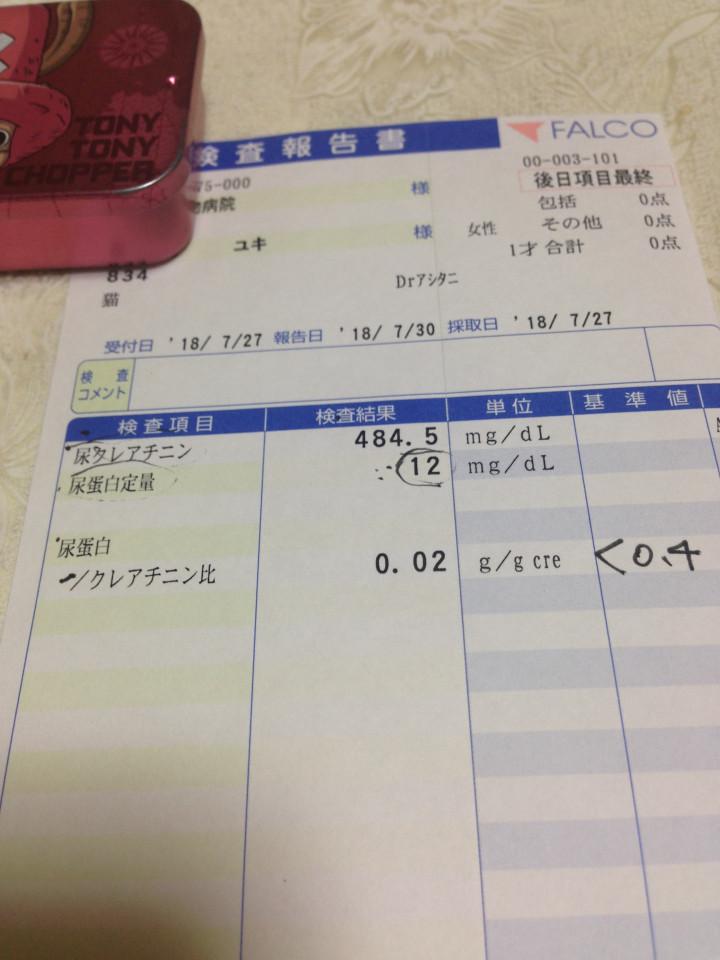 TONY
TONY
CHOPPER
検査報告書
FALCO
75-000
00-003-101
後日項目最終
様
病院
包括 0点
ユキ 様 女性 その他 0点
1才 合計 0点
834
猫
Drアシタニ
受付日 '18/ 7/27 報告日 '18/ 7/30 採取日 '18/ 7/27
検査
コメント
検査項目 検査結果 単位 基準値
尿クレアチニン 484.5 mg/dL
尿蛋白定量 12 mg/dL
尿蛋白
/クレアチニン比 0.02 g/g cre <0.4